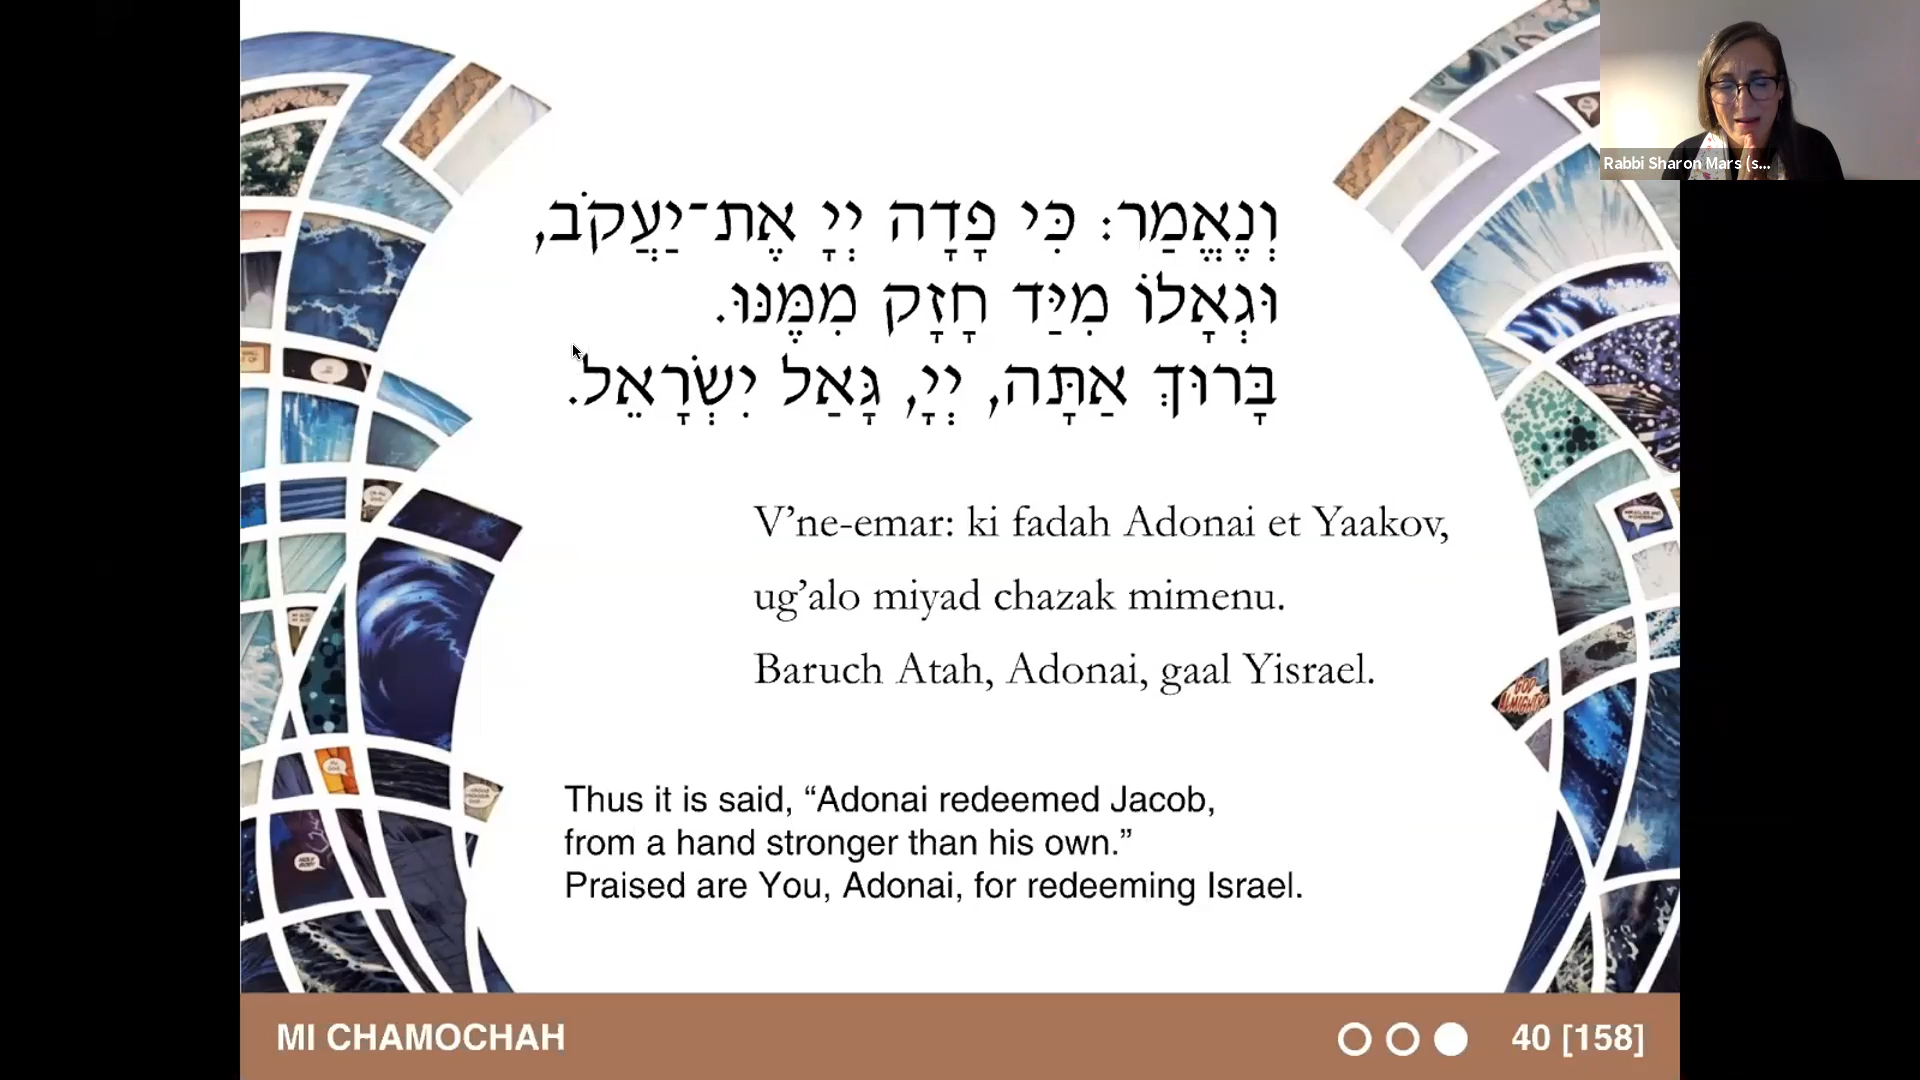 Rabbi Sharon Mars (s...
וְנֶאֱמַר: כִּי פָדָה יְיָ אֶת־יַעֲקֹב,
וּגְאָלוֹ מִיַּד חָזָק מִמֶּנּוּ.
בָּרוּךְ אַתָּה, יְיָ, גָּאַל יִשְׂרָאֵל.
V’ne-emar: ki fadah Adonai et Yaakov,
ug’alo miyad chazak mimenu.
Baruch Atah, Adonai, gaal Yisrael.
GOD
ALMIGHTY
Thus it is said, “Adonai redeemed Jacob,
from a hand stronger than his own.”
Praised are You, Adonai, for redeeming Israel.
MI CHAMOCHAH
40 [158]